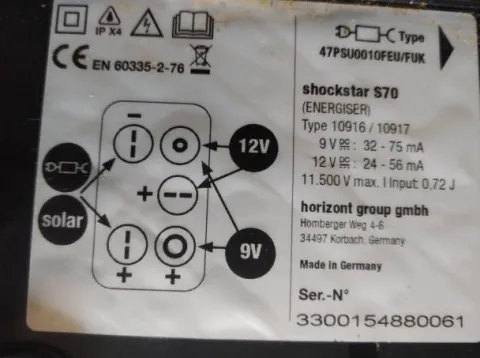 IP X4
CE EN 60335-2-76
Type
47PSU0010FEU/FUK
shockstar S70
(ENERGISER)
Type 10916 / 10917
9 V : 32 - 75 mA
12 V : 24 - 56 mA
11.500 V max. I Input: 0.72 J
horizont group gmbh
Homberger Weg 4-6
34497 Korbach, Germany
Made in Germany
Ser.-N°
3300154880061
-
12V
+
solar
9V
+ +